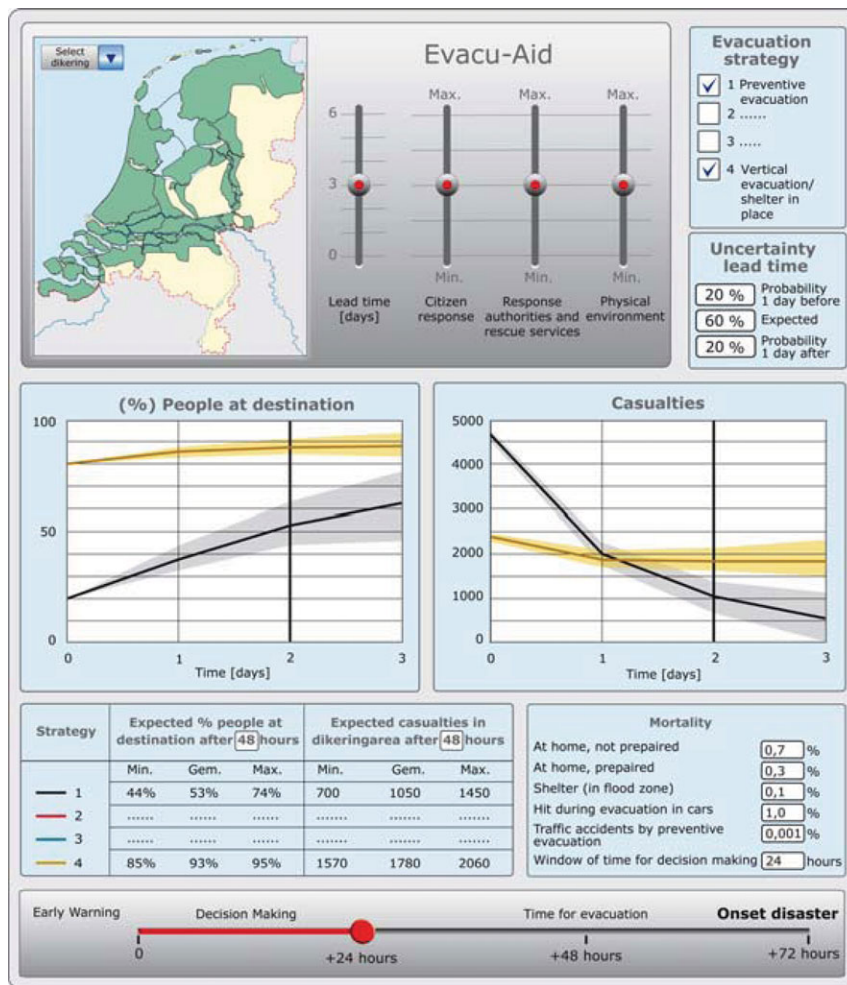 Select
dikering
Evacu-Aid
Max. Max. Max.
6
3
0
Min. Min. Min.
Lead time
[days]
Citizen
response
Response
authorities and
rescue services
Physical
environment
Evacuation
strategy
1 Preventive
evacuation
2 ......
3 .....
4 Vertical
evacuation/
shelter in
place
Uncertainty
lead time
20 % Probability
1 day before
60 % Expected
20 % Probability
1 day after
(%) People at destination
100
50
0
0 1 2 3
Time [days]
Casualties
5000
4000
3000
2000
1000
0
0 1 2 3
Time [days]
Strategy
Expected % people at
destination after 48 hours
Expected casualties in
dikeringarea after 48 hours
Min. Gem. Max. Min. Gem. Max.
1 44% 53% 74% 700 1050 1450
2 ...... ...... ...... ......
3 ...... ...... ...... ......
4 85% 93% 95% 1570 1780 2060
Mortality
At home, not prepaired 0,7 %
At home, prepaired 0,3 %
Shelter (in flood zone) 0,1 %
Hit during evacuation in cars 1,0 %
Traffic accidents by preventive
evacuation 0,001 %
Window of time for decision making 24 hours
Early Warning Decision Making Time for evacuation Onset disaster
0 +24 hours +48 hours +72 hours